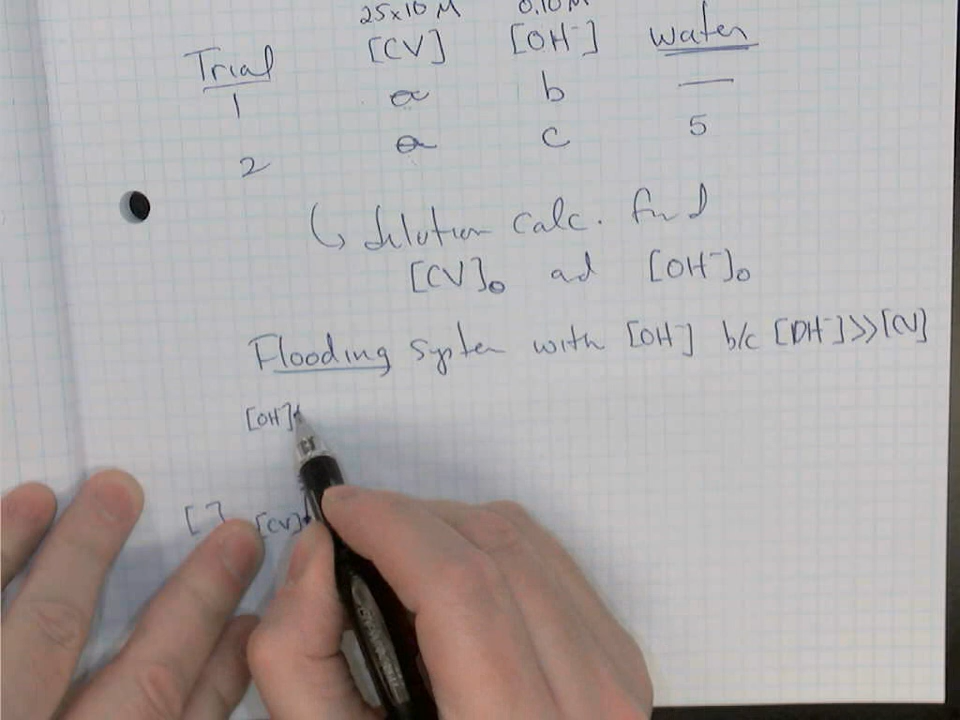 25x10 M 0.10 M
Trial [CV] [OH⁻] Water
1 a b —
2 a c 5
↳ dilution calc. find
[CV]₀ ad [OH⁻]₀
Flooding system with [OH⁻] b/c [OH⁻]>>[CV]
[OH]
[ ] [CV]